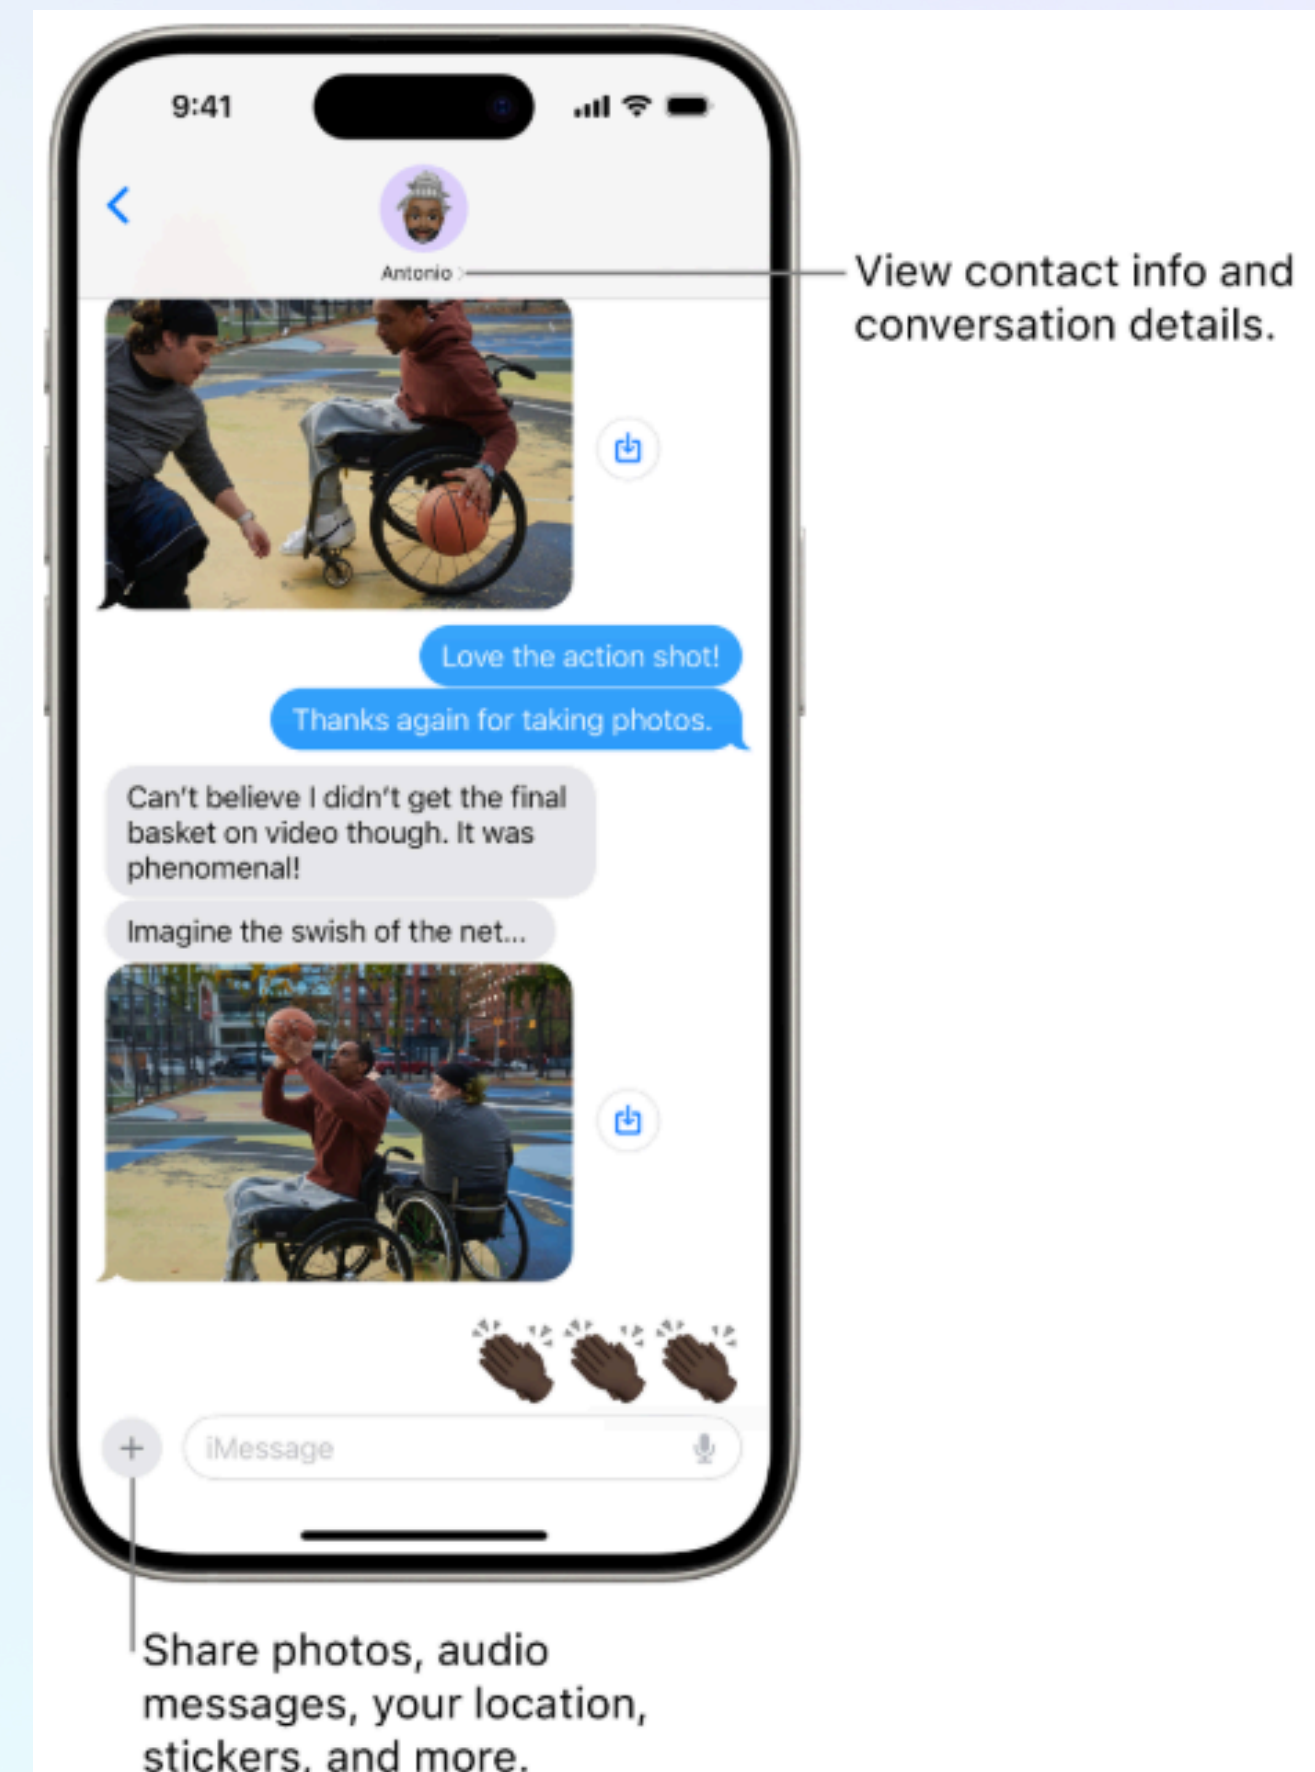 9:41
Antonio
View contact info and
conversation details.
Love the action shot!
Thanks again for taking photos.
Can't believe I didn't get the final
basket on video though. It was
phenomenal!
Imagine the swish of the net...
iMessage
Share photos, audio
messages, your location,
stickers, and more.